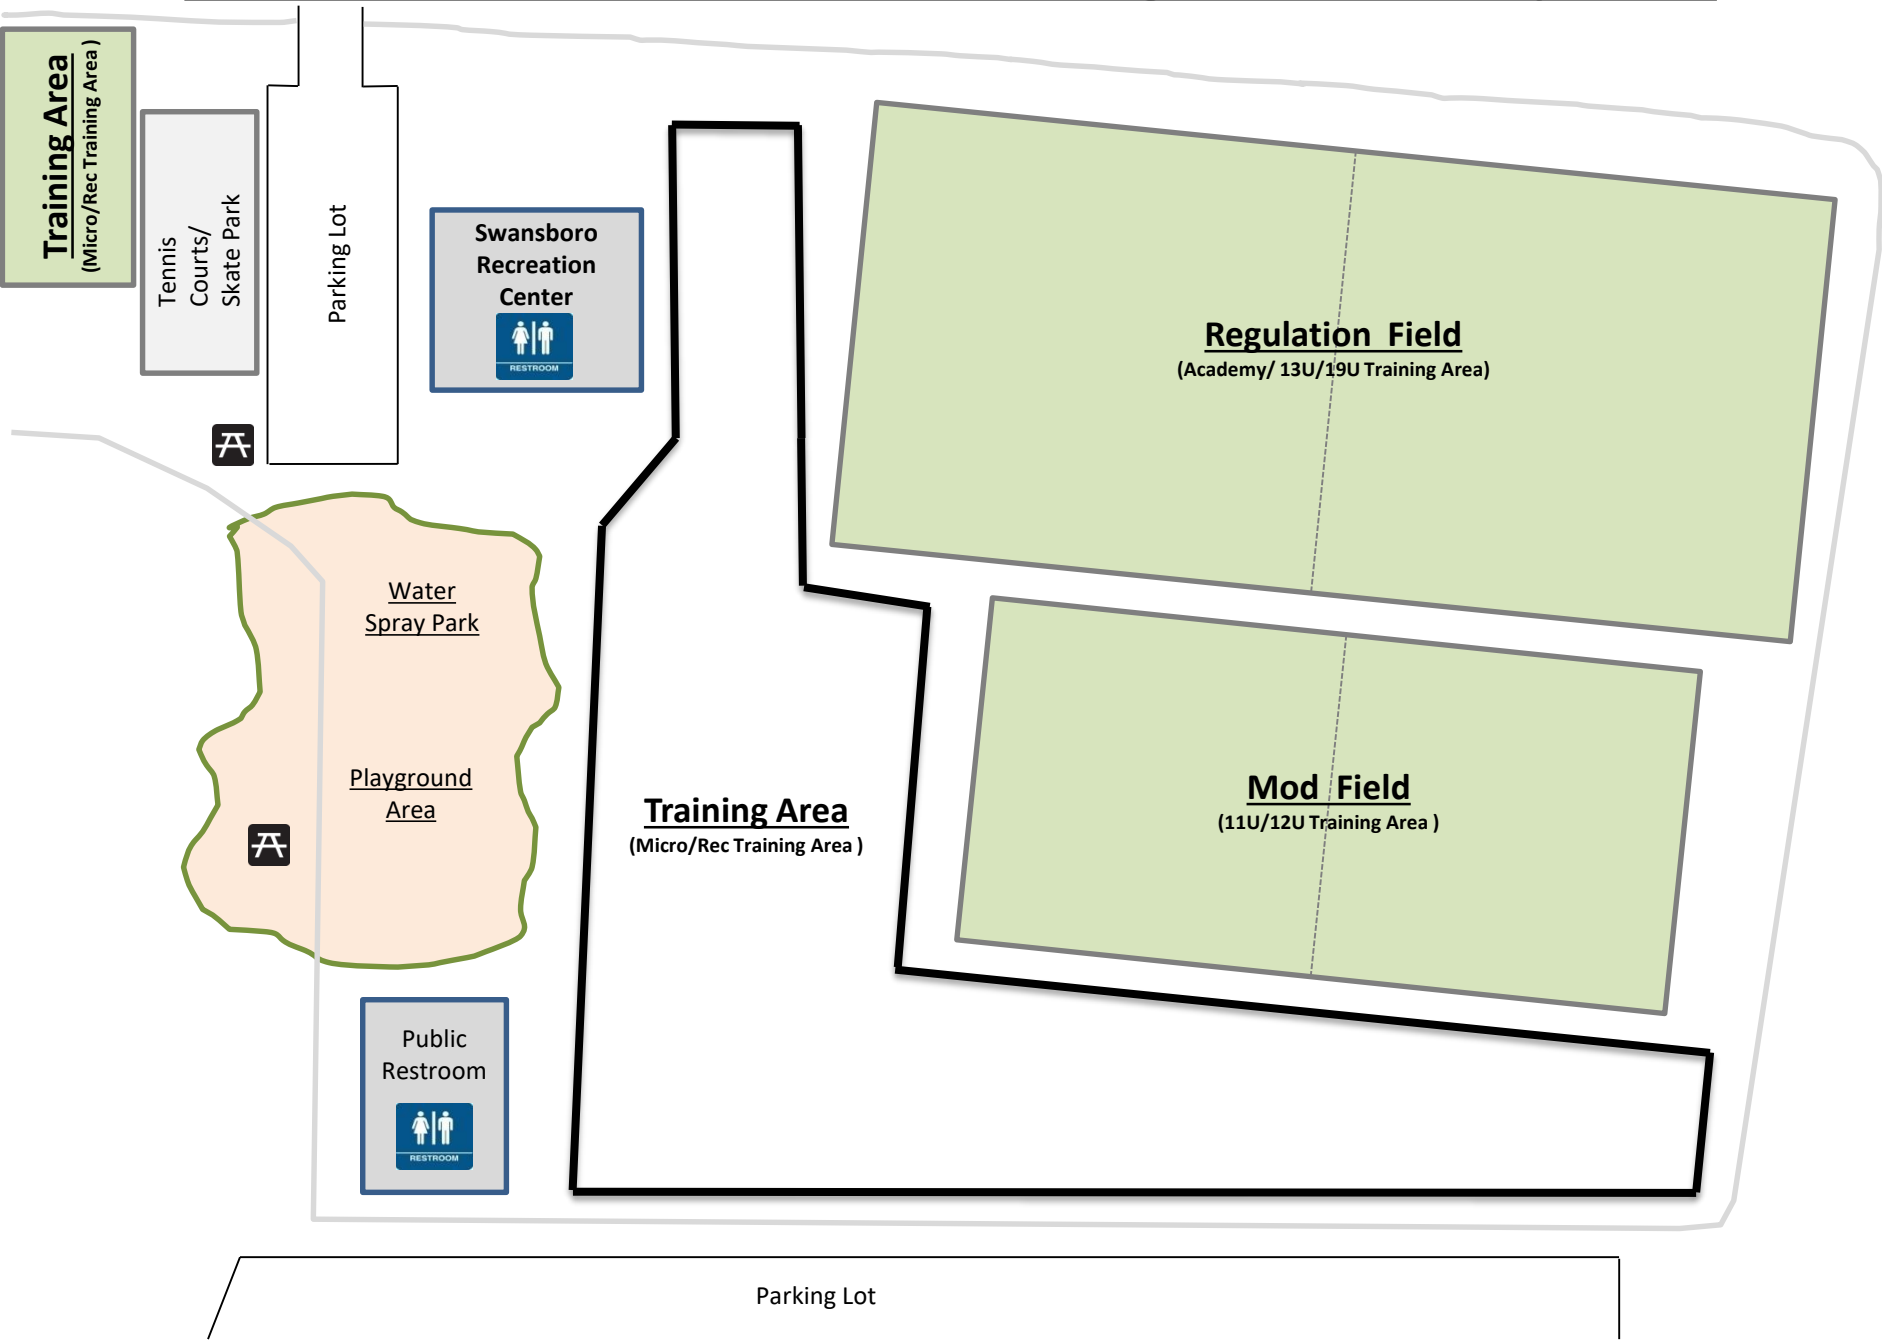 Training Area
(Micro/Rec Training Area )
Tennis
Courts/
Skate Park
Parking Lot
Swansboro
Recreation
Center
RESTROOM
Regulation Field
(Academy/ 13U/19U Training Area)
Water
Spray Park
Playground
Area
Training Area
(Micro/Rec Training Area )
Mod Field
(11U/12U Training Area )
Public
Restroom
RESTROOM
Parking Lot